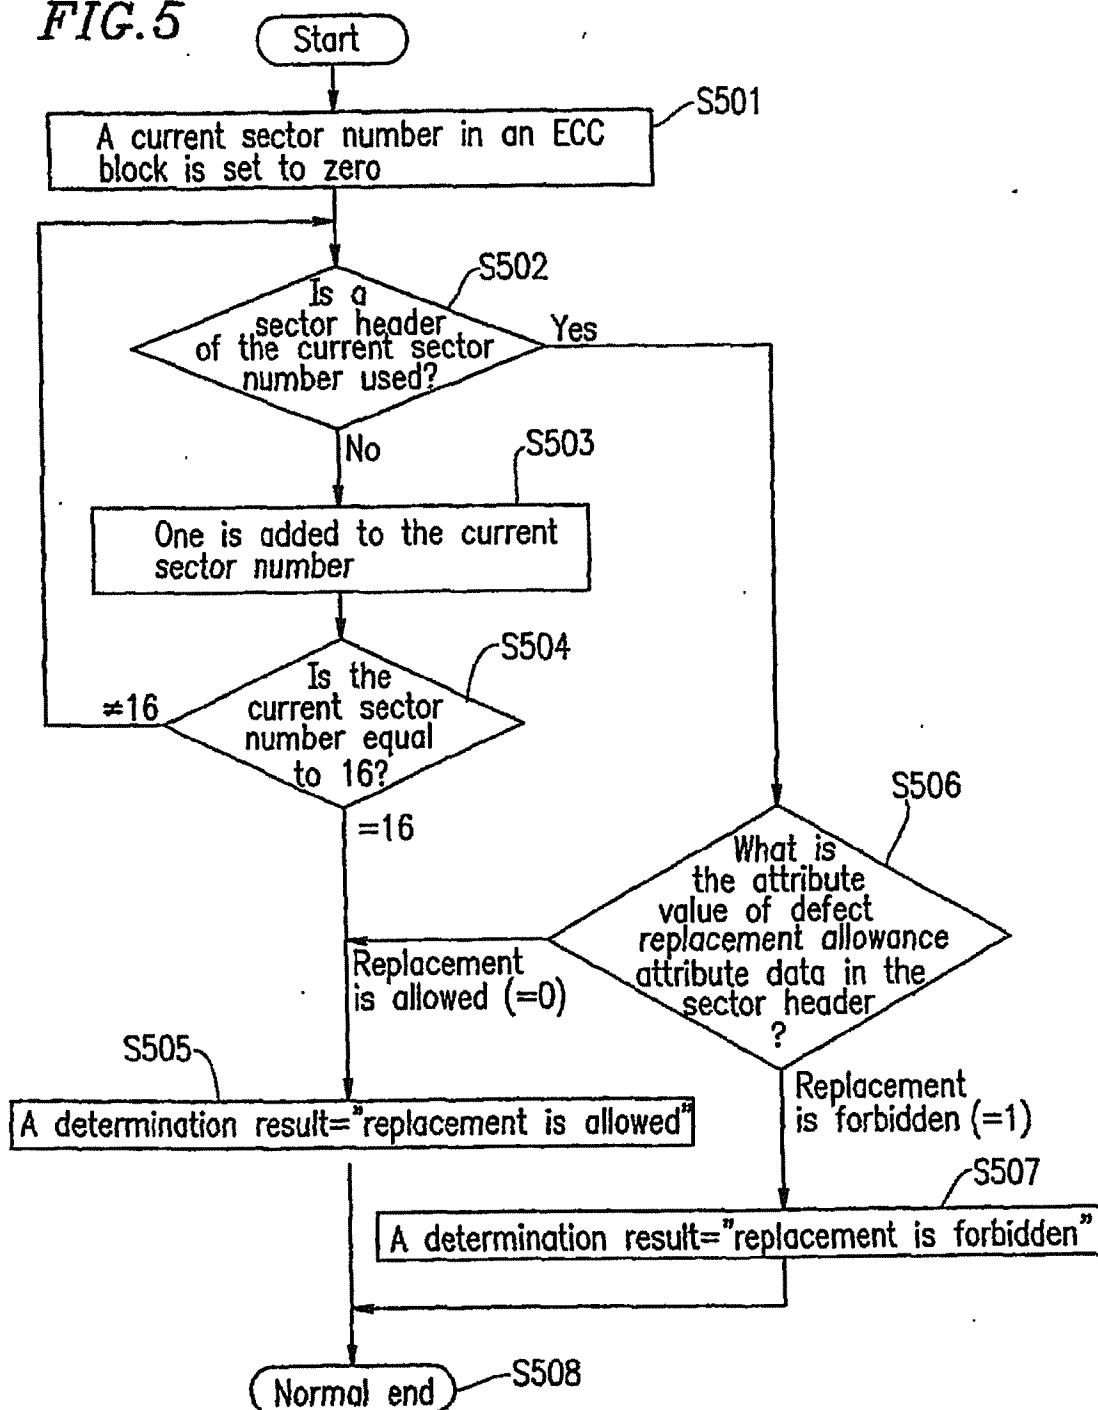 FIG.5
Start
S501
A current sector number in an ECC
block is set to zero
S502
Is a
sector header
of the current sector
number used?
Yes
No
S503
One is added to the current
sector number
S504
Is the
current sector
number equal
to 16?
≠16
=16
S506
What is
the attribute
value of defect
replacement allowance
attribute data in the
sector header
?
Replacement
is allowed (=0)
S505
A determination result="replacement is allowed"
Replacement
is forbidden (=1)
S507
A determination result="replacement is forbidden"
Normal end
S508